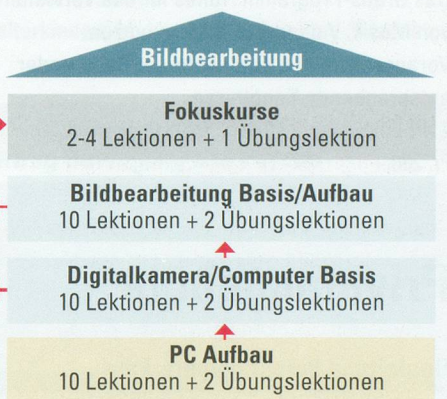 Bildbearbeitung
Fokuskurse
2-4 Lektionen + 1 Übungslektion
Bildbearbeitung Basis/Aufbau
10 Lektionen + 2 Übungslektionen
Digitalkamera/Computer Basis
10 Lektionen + 2 Übungslektionen
PC Aufbau
10 Lektionen + 2 Übungslektionen